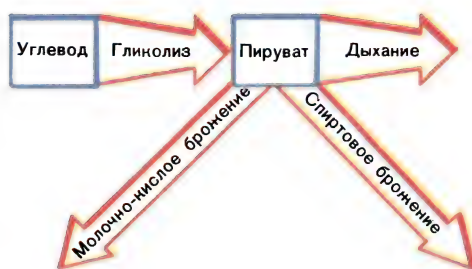 Углевод
Гликолиз
Пируват
Дыхание
Молочно-кислое брожение
Спиртовое брожение